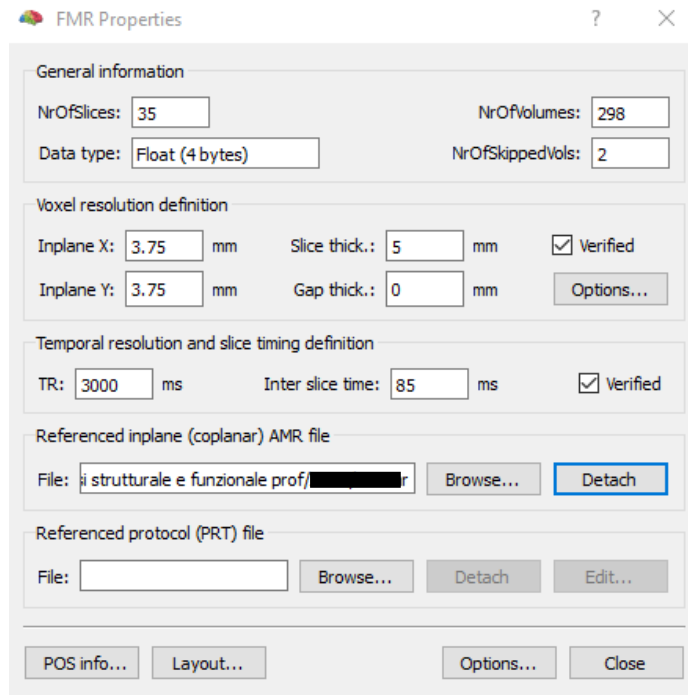 FMR Properties ? ×
General information
NrOfSlices: 35 NrOfVolumes: 298
Data type: Float (4 bytes) NrOfSkippedVols: 2
Voxel resolution definition
Inplane X: 3.75 mm Slice thick.: 5 mm Verified
Inplane Y: 3.75 mm Gap thick.: 0 mm Options...
Temporal resolution and slice timing definition
TR: 3000 ms Inter slice time: 85 ms Verified
Referenced inplane (coplanar) AMR file
File: si strutturale e funzionale prof/ r Browse... Detach
Referenced protocol (PRT) file
File: Browse... Detach Edit...
POS info... Layout... Options... Close